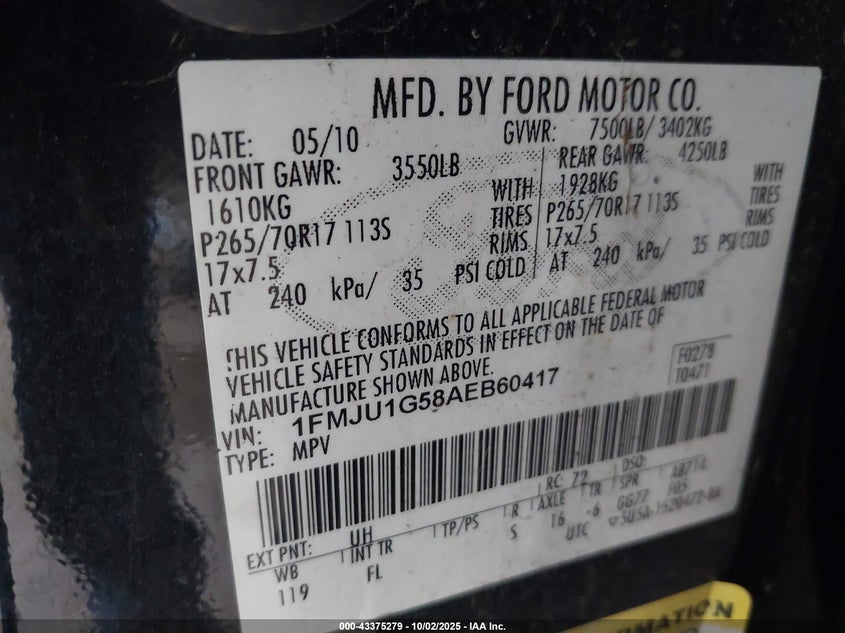 MFD. BY FORD MOTOR CO.
DATE: 05/10 GVWR: 7500LB/ 3402KG
FRONT GAWR: 3550LB REAR GAWR: 4250LB
1610KG WITH 1928KG WITH
P265/70R17 113S TIRES P265/70R17 113S TIRES
17x7.5 RIMS 17x7.5 RIMS
AT 240 kPa/ 35 PSI COLD AT 240 kPa/ 35 PSI COLD
THIS VEHICLE CONFORMS TO ALL APPLICABLE FEDERAL MOTOR
VEHICLE SAFETY STANDARDS IN EFFECT ON THE DATE OF
MANUFACTURE SHOWN ABOVE.
F0278
T0471
VIN: 1FMJU1G58AEB60417
TYPE: MPV
EXT PNT: UH RC: 72 DSO:
WB INT TR TP/PS R AXLE TR SPR
119 FL S 16 -6 GG77
UTC
000-43375279 - 10/02/2025 - IAA Inc.